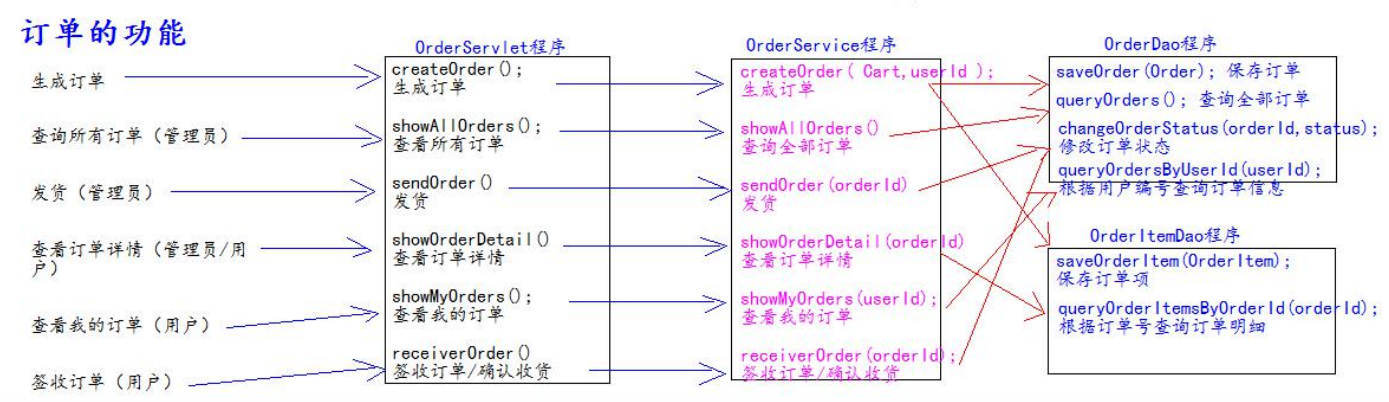 订单的功能
生成订单
查询所有订单（管理员）
发货（管理员）
查看订单详情（管理员/用
户）
查看我的订单（用户）
签收订单（用户）
OrderServlet程序
createOrder();
生成订单
showAllOrders();
查看所有订单
sendOrder()
发货
showOrderDetail()
查看订单详情
showMyOrders();
查看我的订单
receiverOrder()
签收订单/确认收货
OrderService程序
createOrder( Cart,userId );
生成订单
showAllOrders()
查询全部订单
sendOrder(orderId)
发货
showOrderDetail(orderId)
查看订单详情
showMyOrders(userId);
查看我的订单
receiverOrder(orderId);
签收订单/确认收货
OrderDao程序
saveOrder(Order); 保存订单
queryOrders(); 查询全部订单
changeOrderStatus(orderId,status);
修改订单状态
queryOrdersByUserId(userId);
根据用户编号查询订单信息
OrderItemDao程序
saveOrderItem(OrderItem);
保存订单项
queryOrderItemsByOrderId(orderId);
根据订单号查询订单明细